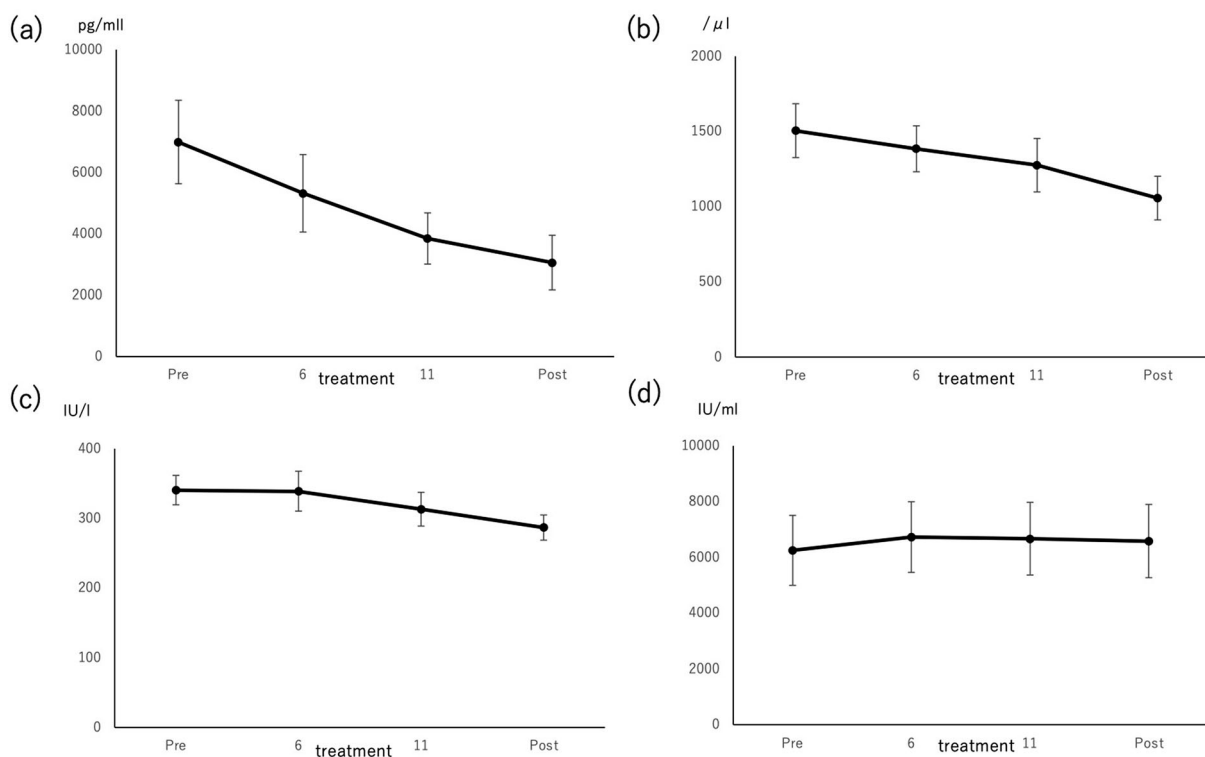 (a)
pg/mll
10000
8000
6000
4000
2000
0
Pre
6
treatment
11
Post
(b)
/μl
2000
1500
1000
500
0
Pre
6
treatment
11
Post
(c)
IU/l
400
300
200
100
0
Pre
6
treatment
11
Post
(d)
IU/ml
10000
8000
6000
4000
2000
0
Pre
6
treatment
11
Post